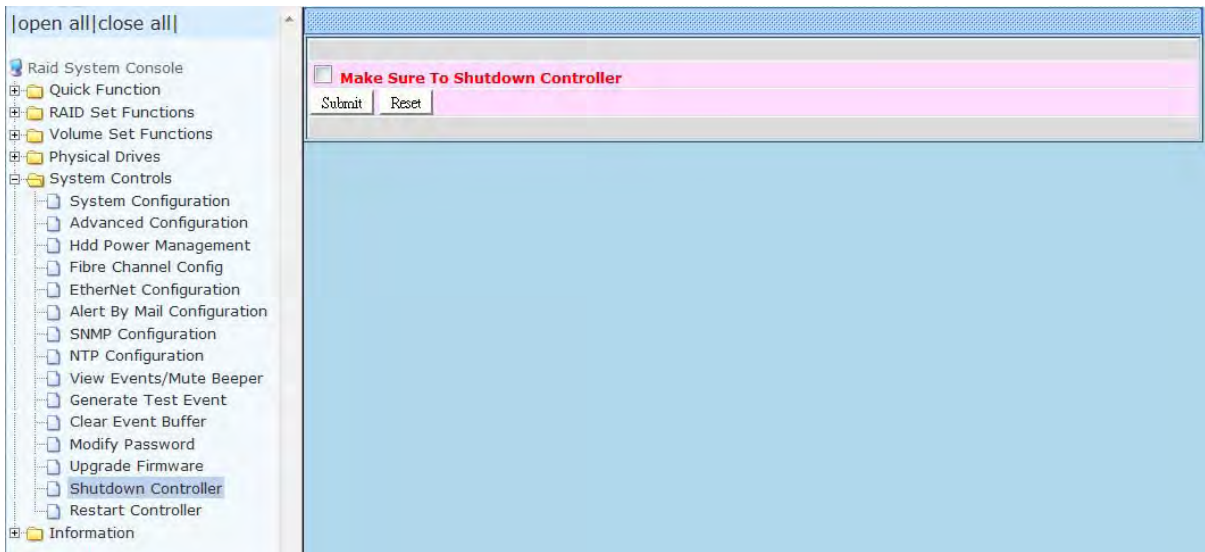 |open all|close all|
Raid System Console
Quick Function
RAID Set Functions
Volume Set Functions
Physical Drives
System Controls
System Configuration
Advanced Configuration
Hdd Power Management
Fibre Channel Config
EtherNet Configuration
Alert By Mail Configuration
SNMP Configuration
NTP Configuration
View Events/Mute Beeper
Generate Test Event
Clear Event Buffer
Modify Password
Upgrade Firmware
Shutdown Controller
Restart Controller
Information
Make Sure To Shutdown Controller
Submit Reset